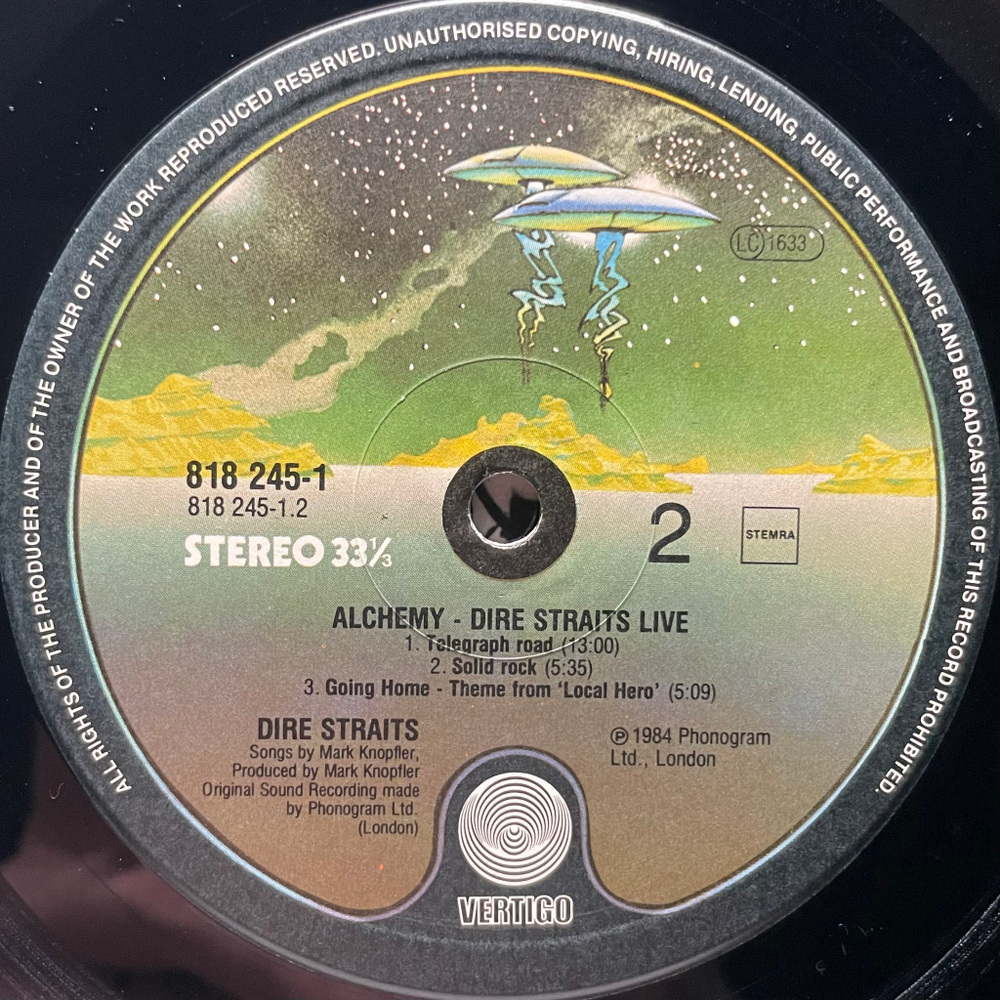 ALL RIGHTS OF THE PRODUCER AND OF THE OWNER OF THE WORK REPRODUCED RESERVED. UNAUTHORISED COPYING, HIRING, LENDING, PUBLIC PERFORMANCE AND BROADCASTING OF THIS RECORD PROHIBITED.
LC 1633
818 245-1
818 245-1.2
STEREO 33⅓
2
STEMRA
ALCHEMY - DIRE STRAITS LIVE
1. Telegraph road (13:00)
2. Solid rock (5:35)
3. Going Home - Theme from ‘Local Hero’ (5:09)
DIRE STRAITS
Songs by Mark Knopfler,
Produced by Mark Knopfler
Original Sound Recording made
by Phonogram Ltd.
(London)
℗ 1984 Phonogram
Ltd., London
VERTIGO